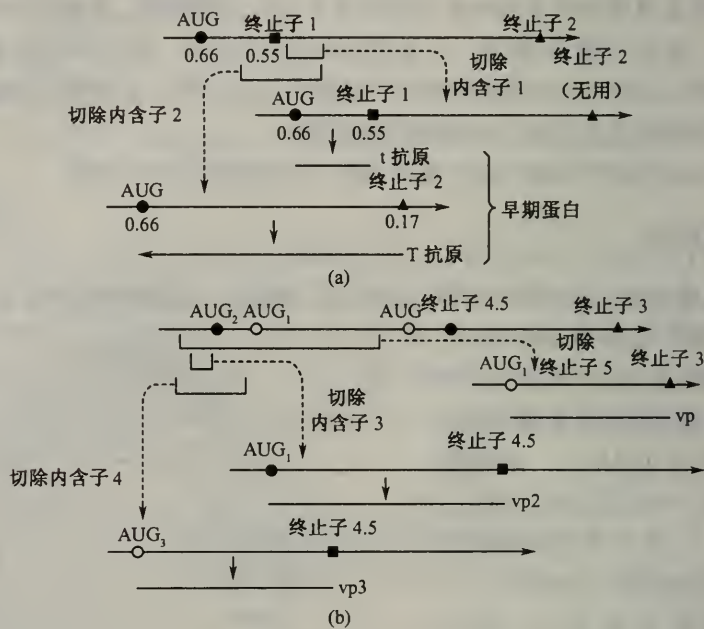 AUG 终止子 1 终止子 2
0.66 0.55 终止子 2
切除内含子 1 (无用)
切除内含子 2
AUG 终止子 1
0.66 0.55
t 抗原
AUG 终止子 2
早期蛋白
0.66 0.17
T 抗原
(a)
AUG₂ AUG₁ AUG 终止子 4.5 终止子 3
切除
AUG₁ 终止子 5 终止子 3
vp
切除
内含子 3
AUG₁ 终止子 4.5
切除内含子 4
vp2
AUG₃ 终止子 4.5
vp3
(b)